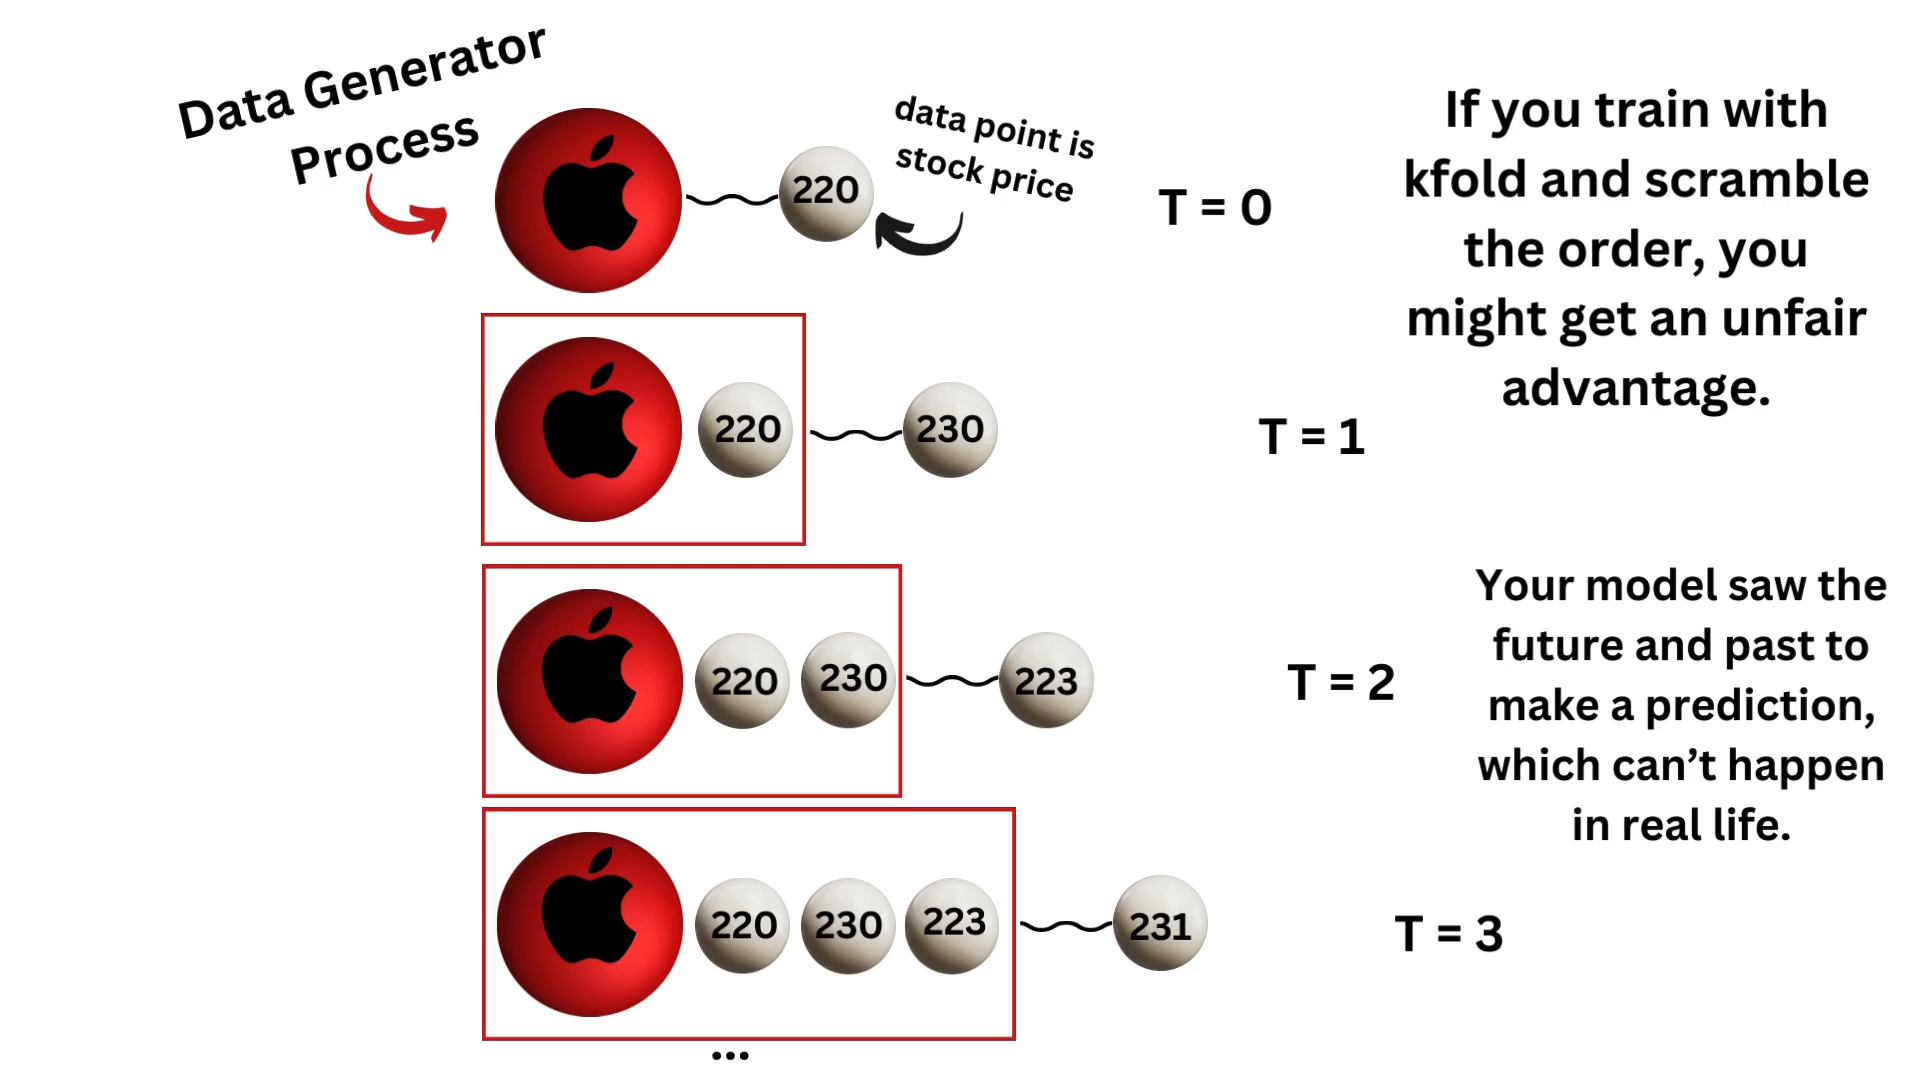 Data Generator
Process
220
data point is
stock price
T = 0
If you train with
kfold and scramble
the order, you
might get an unfair
advantage.
220
230
T = 1
220
230
223
T = 2
Your model saw the
future and past to
make a prediction,
which can’t happen
in real life.
220
230
223
231
T = 3
...